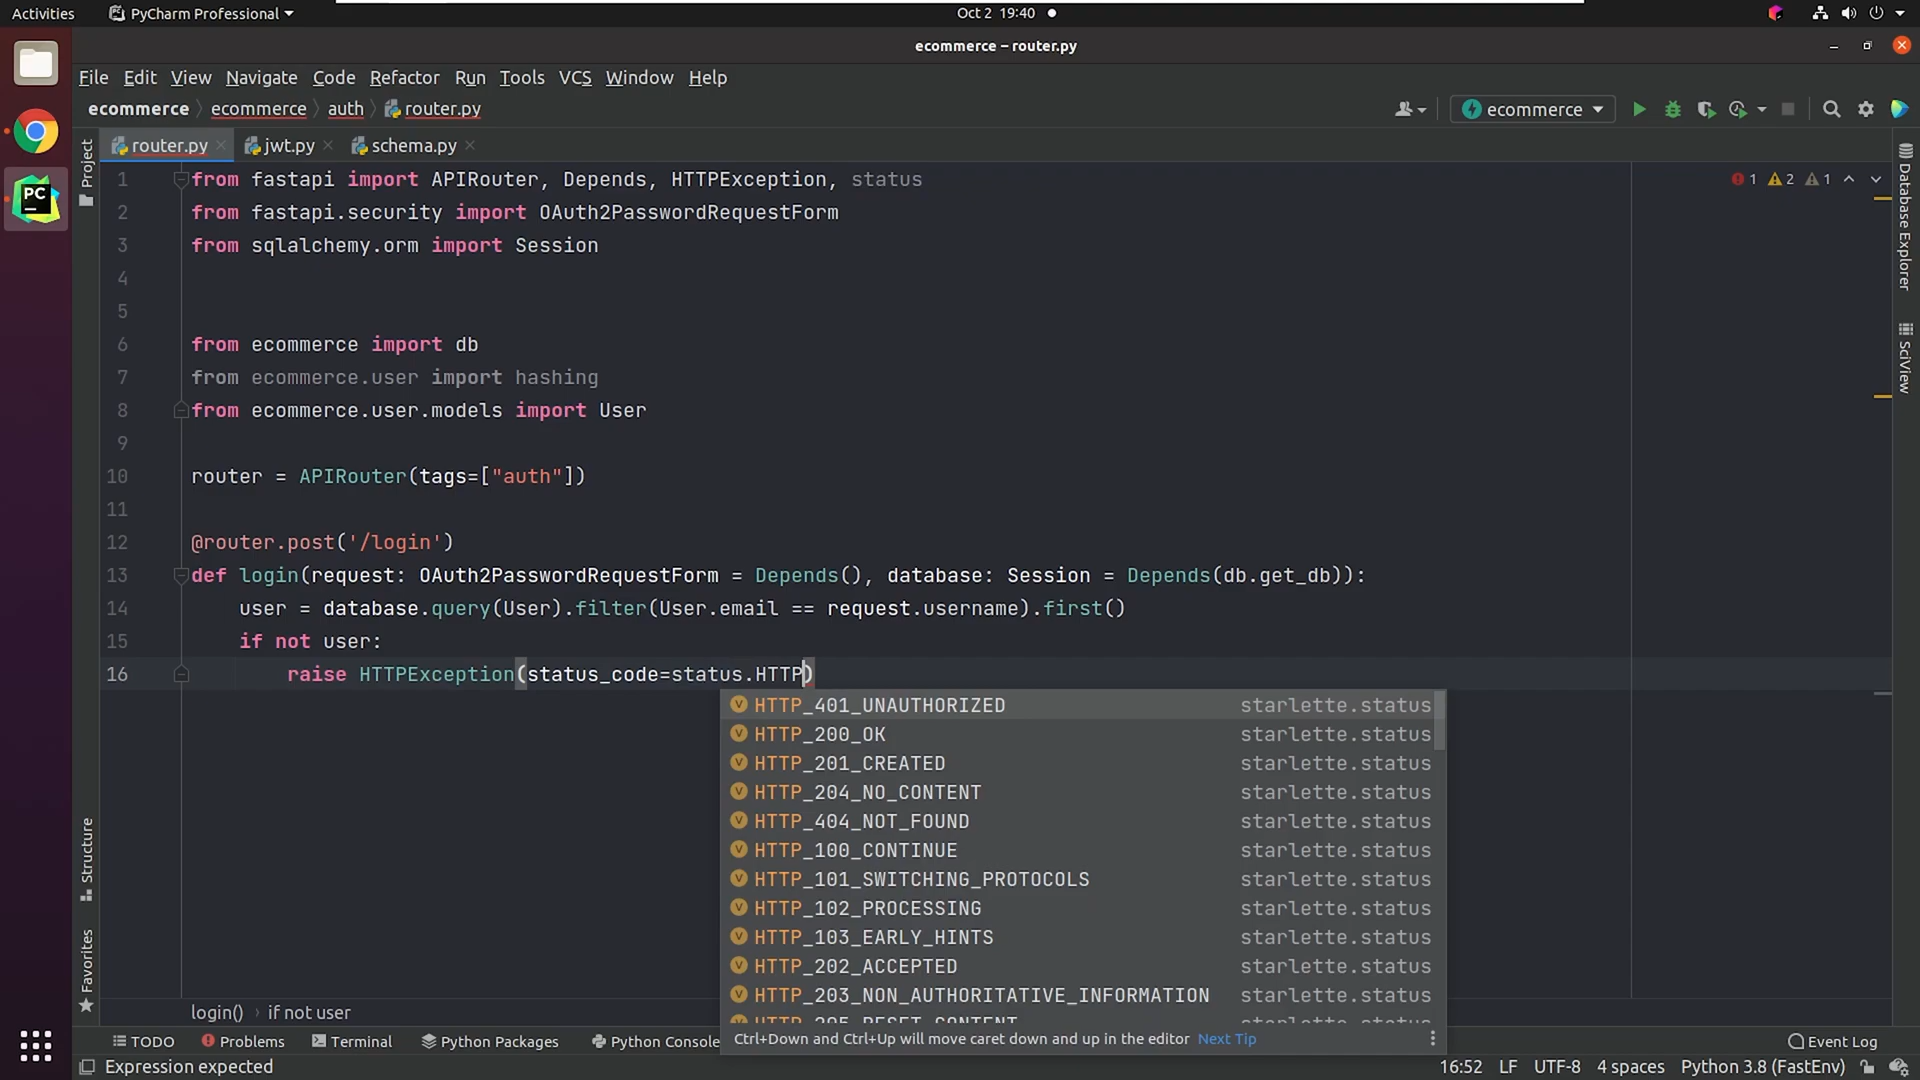 Activities PyCharm Professional Oct 2 19:40
ecommerce – router.py
File Edit View Navigate Code Refactor Run Tools VCS Window Help
ecommerce ecommerce auth router.py ecommerce
router.py jwt.py schema.py
Project
Structure
Favorites
Database Explorer
SciView
1 2 1
1 from fastapi import APIRouter, Depends, HTTPException, status
2 from fastapi.security import OAuth2PasswordRequestForm
3 from sqlalchemy.orm import Session
4
5
6 from ecommerce import db
7 from ecommerce.user import hashing
8 from ecommerce.user.models import User
9
10 router = APIRouter(tags=["auth"])
11
12 @router.post('/login')
13 def login(request: OAuth2PasswordRequestForm = Depends(), database: Session = Depends(db.get_db)):
14 user = database.query(User).filter(User.email == request.username).first()
15 if not user:
16 raise HTTPException(status_code=status.HTTP)
HTTP_401_UNAUTHORIZED starlette.status
HTTP_200_OK starlette.status
HTTP_201_CREATED starlette.status
HTTP_204_NO_CONTENT starlette.status
HTTP_404_NOT_FOUND starlette.status
HTTP_100_CONTINUE starlette.status
HTTP_101_SWITCHING_PROTOCOLS starlette.status
HTTP_102_PROCESSING starlette.status
HTTP_103_EARLY_HINTS starlette.status
HTTP_202_ACCEPTED starlette.status
HTTP_203_NON_AUTHORITATIVE_INFORMATION starlette.status
HTTP_205_RESET_CONTENT starlette.status
Ctrl+Down and Ctrl+Up will move caret down and up in the editor Next Tip
login() if not user
TODO Problems Terminal Python Packages Python Console Event Log
Expression expected 16:52 LF UTF-8 4 spaces Python 3.8 (FastEnv)
PC